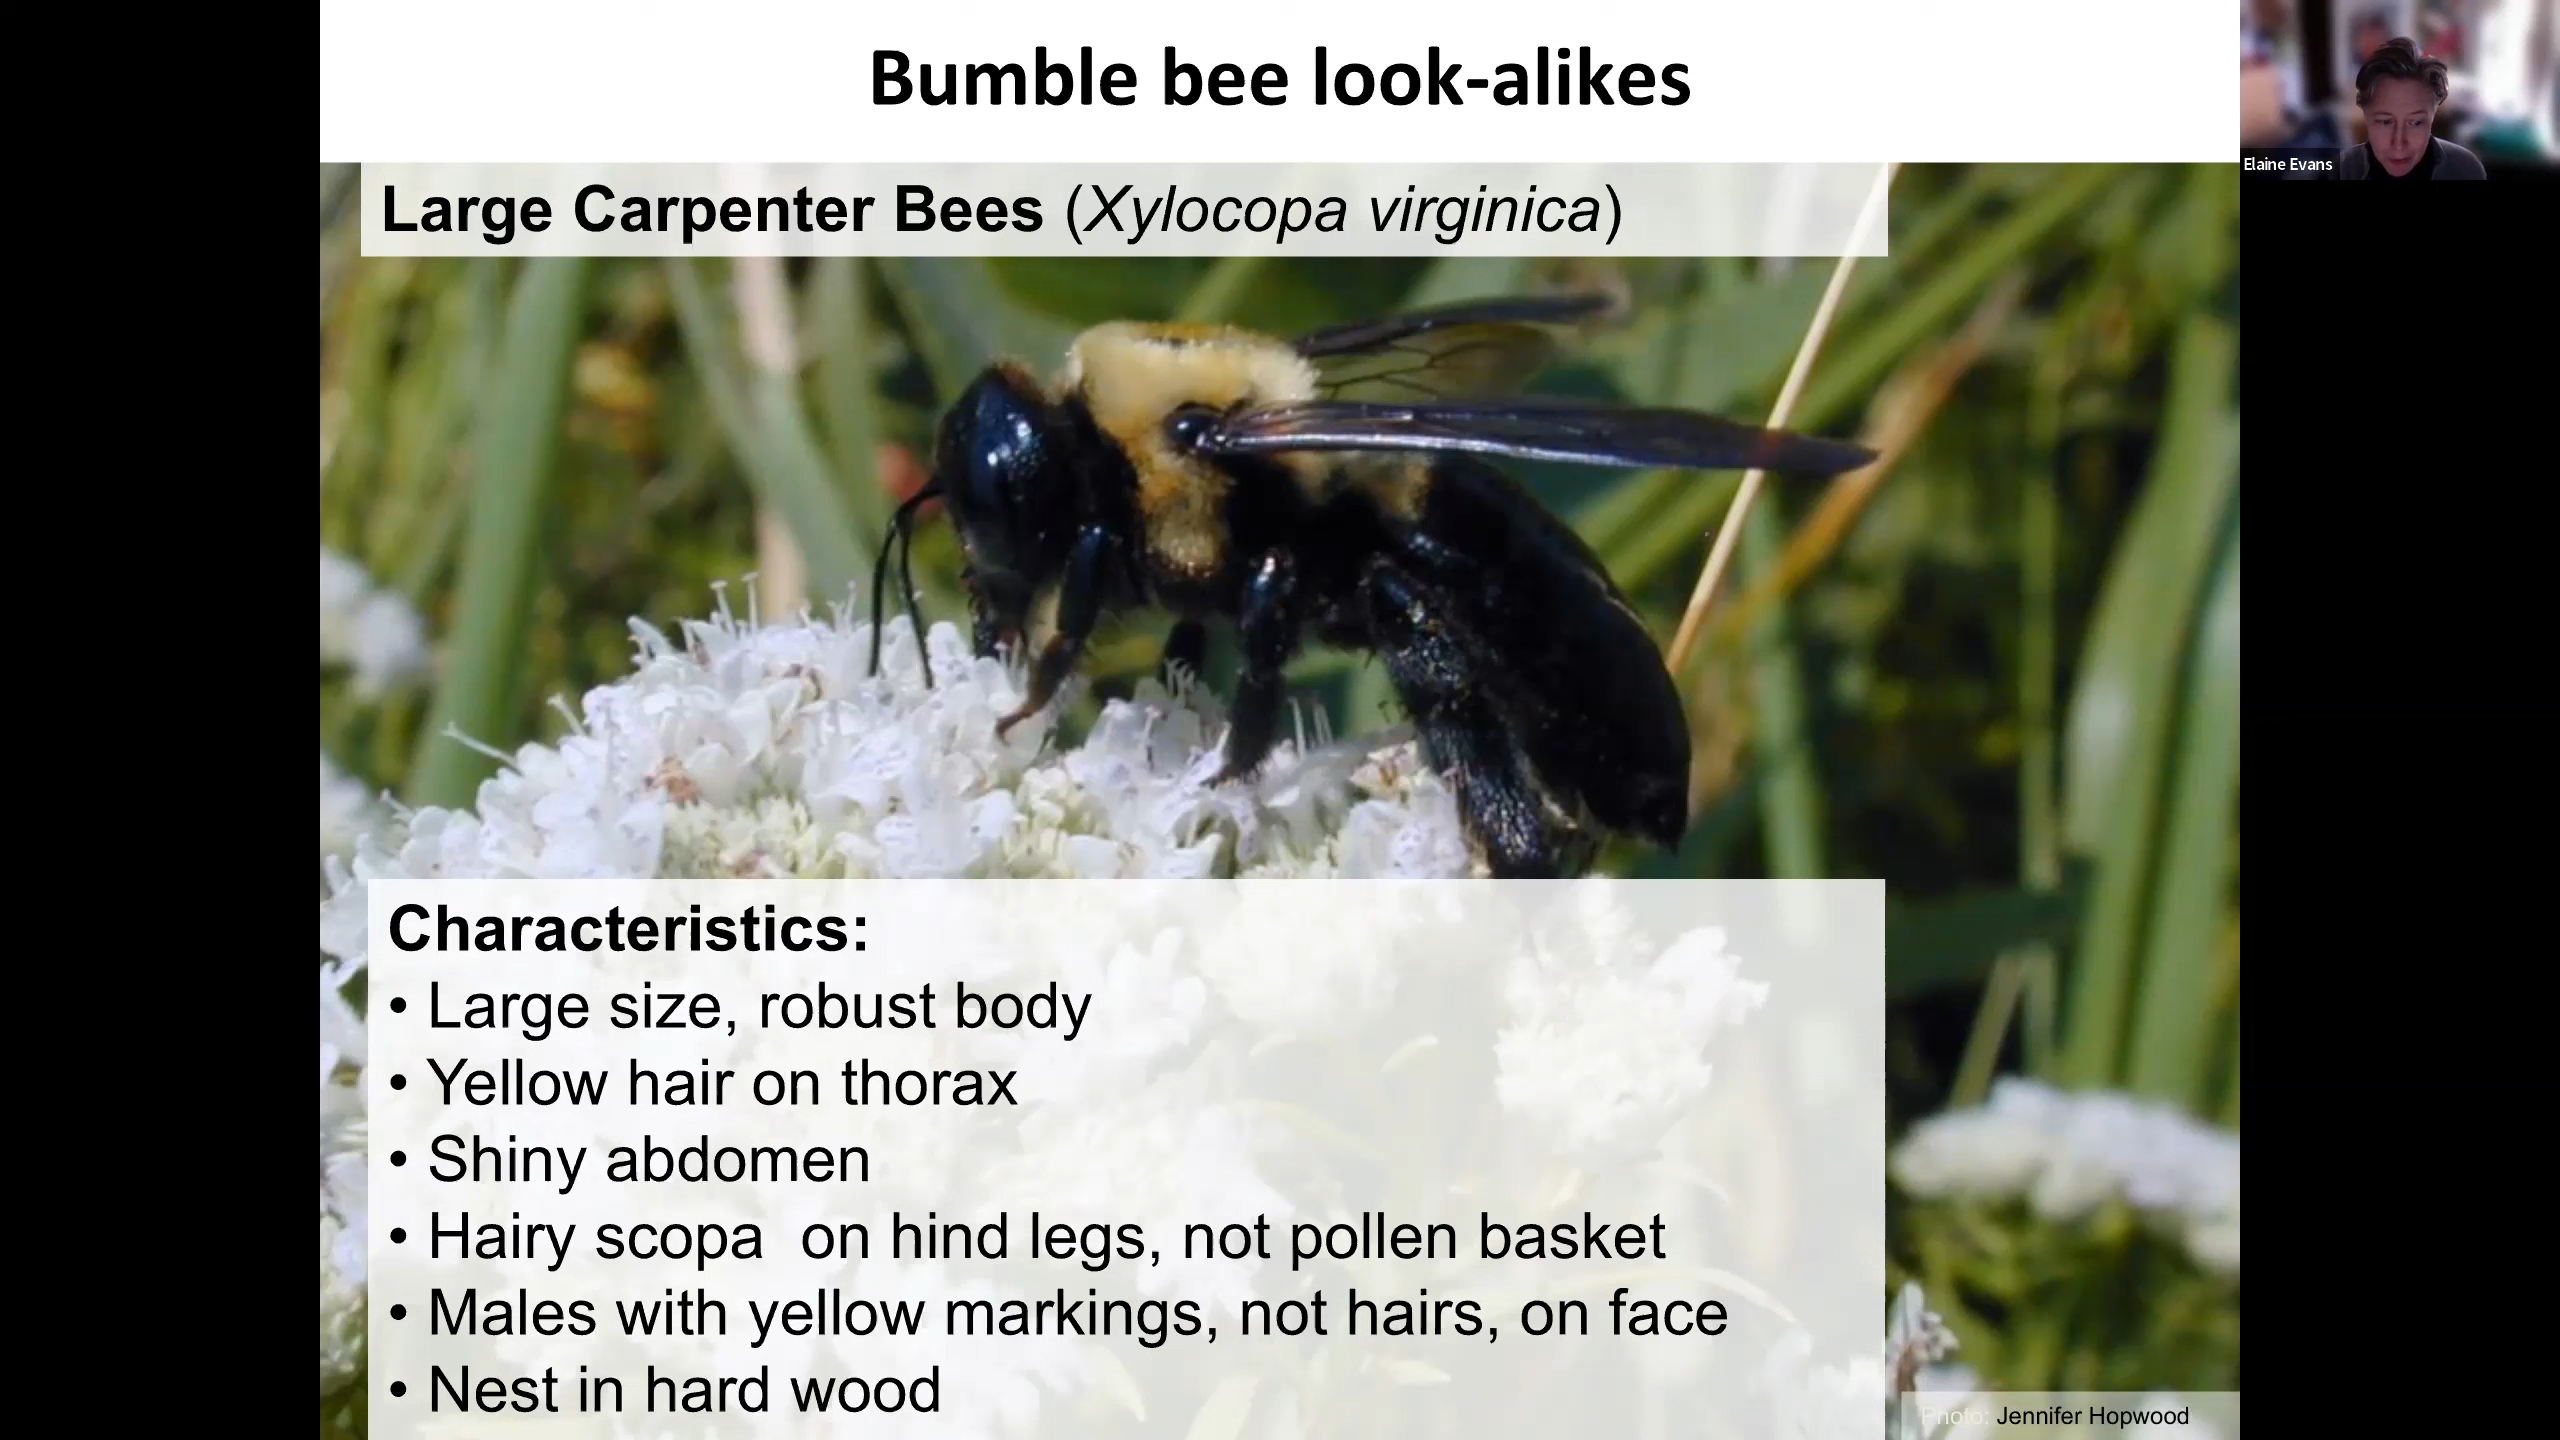 Bumble bee look-alikes
Elaine Evans
Large Carpenter Bees (Xylocopa virginica)
Characteristics:
• Large size, robust body
• Yellow hair on thorax
• Shiny abdomen
• Hairy scopa  on hind legs, not pollen basket
• Males with yellow markings, not hairs, on face
• Nest in hard wood
Photo: Jennifer Hopwood